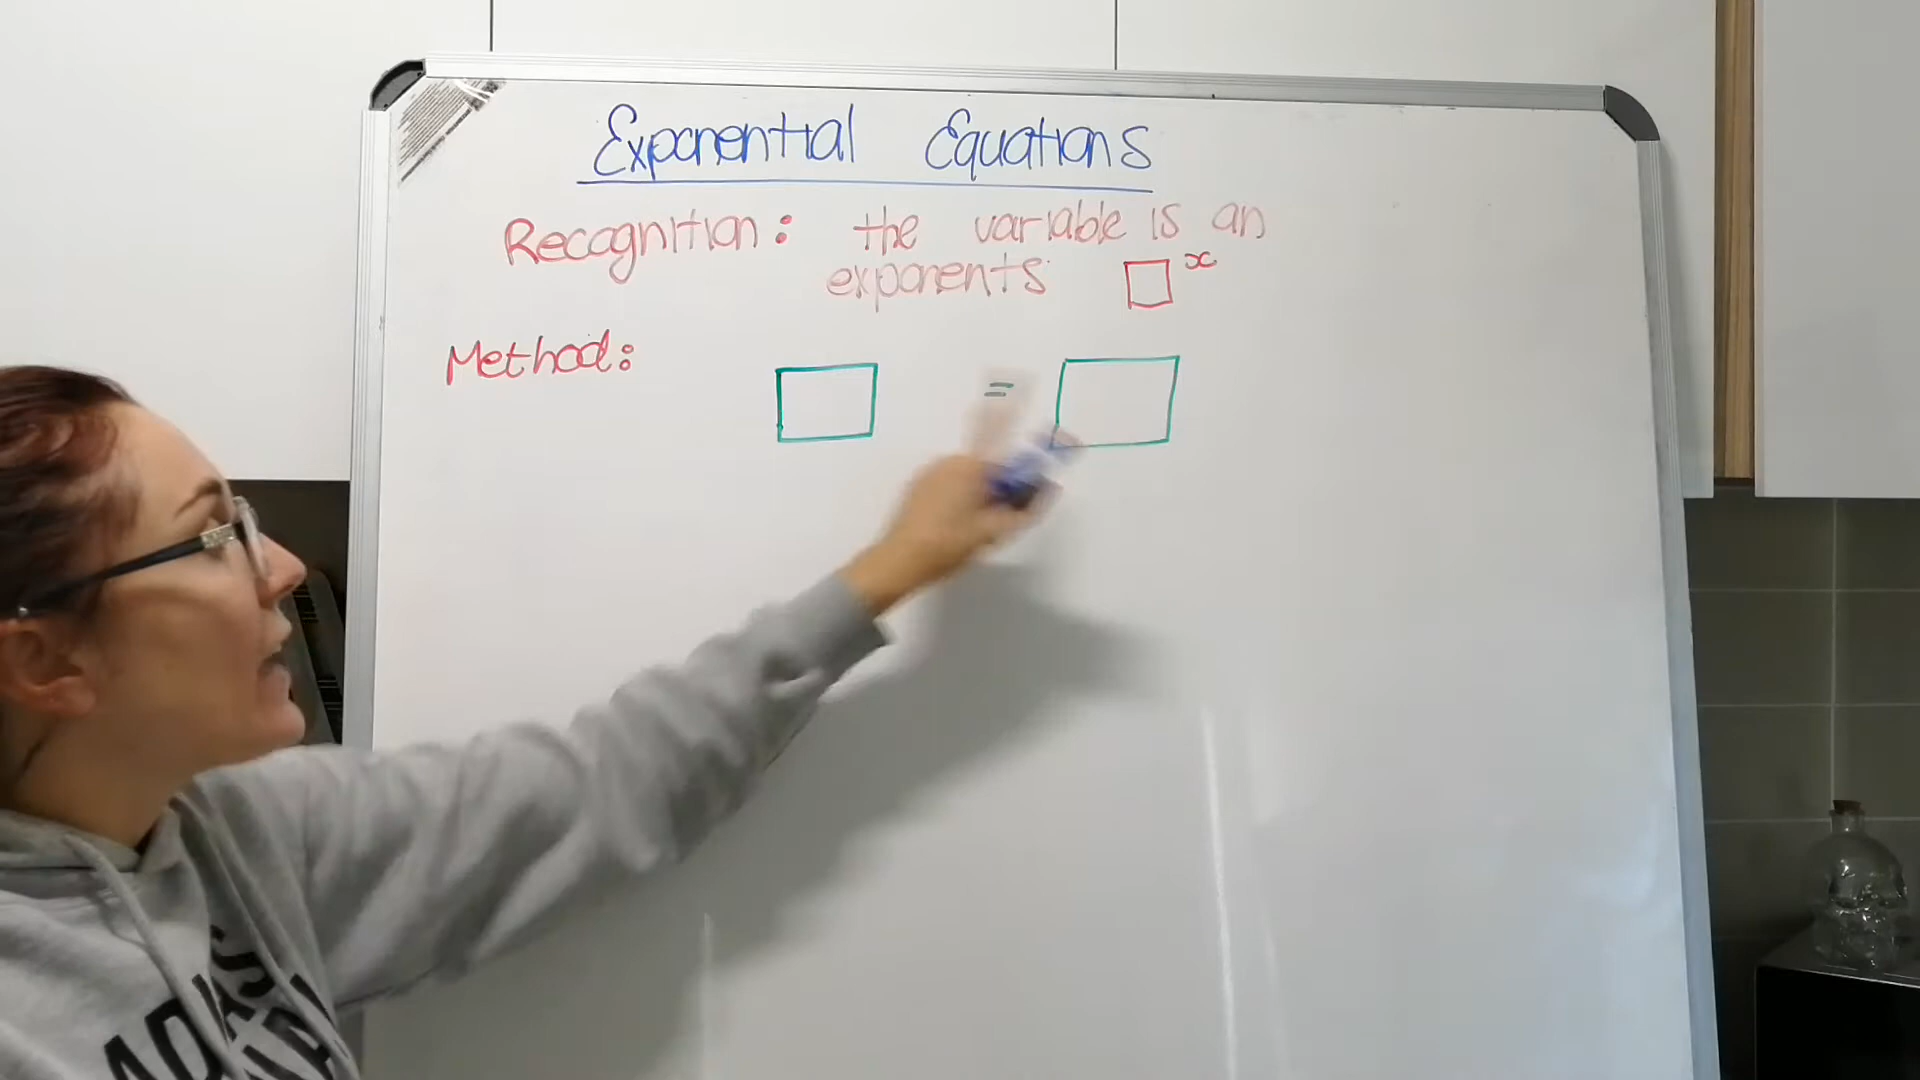 Exponential Equations
Recognition: the variable is an
exponents □ˣ
Method: □ = □